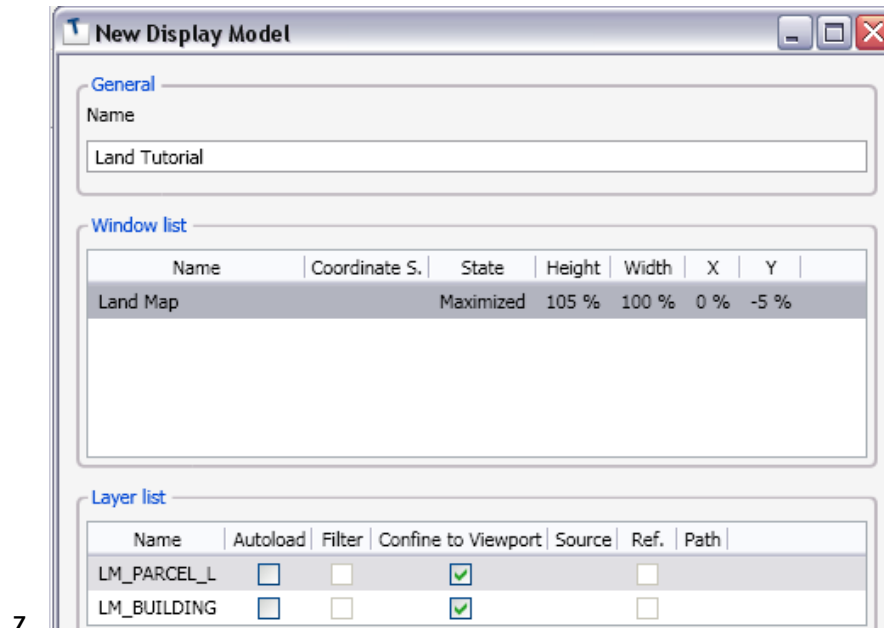 New Display Model
General
Name
Land Tutorial
Window list
Name Coordinate S. State Height Width X Y
Land Map Maximized 105 % 100 % 0 % -5 %
Layer list
Name Autoload Filter Confine to Viewport Source Ref. Path
LM_PARCEL_L
LM_BUILDING
7